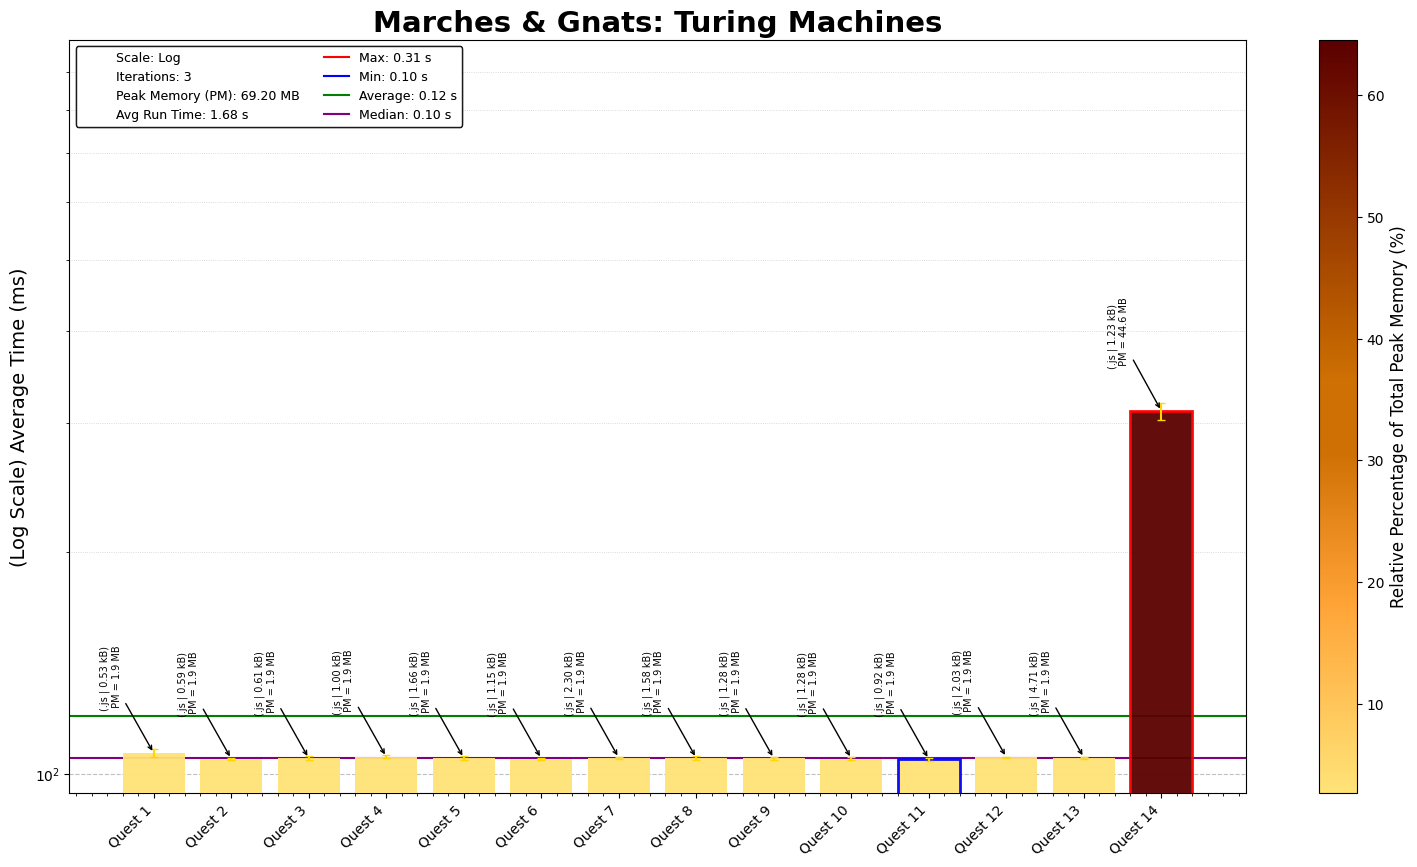 Marches & Gnats: Turing Machines
Scale: Log
Iterations: 3
Peak Memory (PM): 69.20 MB
Avg Run Time: 1.68 s
Max: 0.31 s
Min: 0.10 s
Average: 0.12 s
Median: 0.10 s
(Log Scale) Average Time (ms)
10²
(.js | 0.53 kB)
PM = 1.9 MB
(.js | 0.59 kB)
PM = 1.9 MB
(.js | 0.61 kB)
PM = 1.9 MB
(.js | 1.00 kB)
PM = 1.9 MB
(.js | 1.66 kB)
PM = 1.9 MB
(.js | 1.15 kB)
PM = 1.9 MB
(.js | 2.30 kB)
PM = 1.9 MB
(.js | 1.58 kB)
PM = 1.9 MB
(.js | 1.28 kB)
PM = 1.9 MB
(.js | 1.28 kB)
PM = 1.9 MB
(.js | 0.92 kB)
PM = 1.9 MB
(.js | 2.03 kB)
PM = 1.9 MB
(.js | 4.71 kB)
PM = 1.9 MB
(.js | 1.23 kB)
PM = 44.6 MB
Quest 1
Quest 2
Quest 3
Quest 4
Quest 5
Quest 6
Quest 7
Quest 8
Quest 9
Quest 10
Quest 11
Quest 12
Quest 13
Quest 14
60
50
40
30
20
10
Relative Percentage of Total Peak Memory (%)